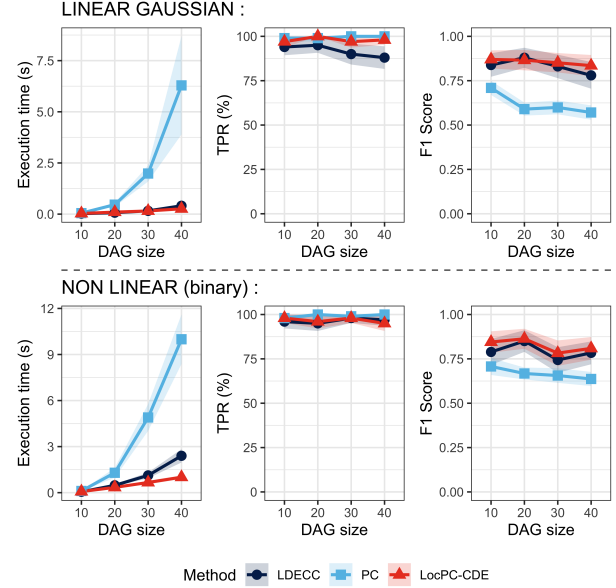 LINEAR GAUSSIAN :
Execution time (s)
7.5
5.0
2.5
0.0
10 20 30 40
DAG size
TPR (%)
100
75
50
25
0
10 20 30 40
DAG size
F1 Score
1.00
0.75
0.50
0.25
0.00
10 20 30 40
DAG size
NON LINEAR (binary) :
Execution time (s)
12
9
6
3
0
10 20 30 40
DAG size
TPR (%)
100
75
50
25
0
10 20 30 40
DAG size
F1 Score
1.00
0.75
0.50
0.25
0.00
10 20 30 40
DAG size
Method LDECC PC LocPC-CDE